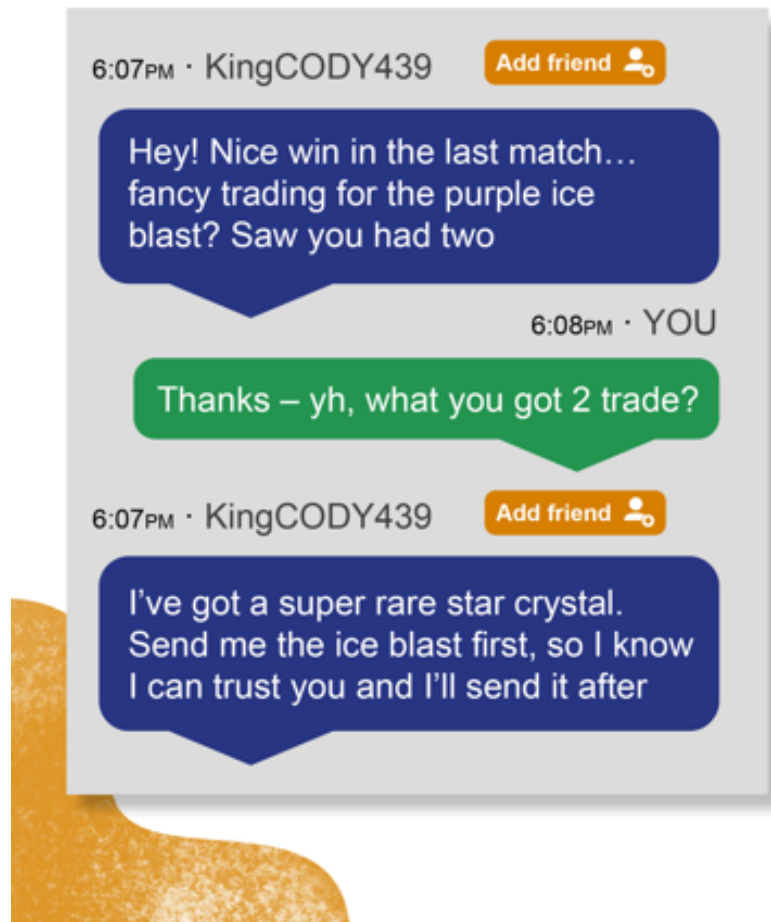 6:07PM · KingCODY439 Add friend
Hey! Nice win in the last match…
fancy trading for the purple ice
blast? Saw you had two
6:08PM · YOU
Thanks – yh, what you got 2 trade?
6:07PM · KingCODY439 Add friend
I’ve got a super rare star crystal.
Send me the ice blast first, so I know
I can trust you and I’ll send it after